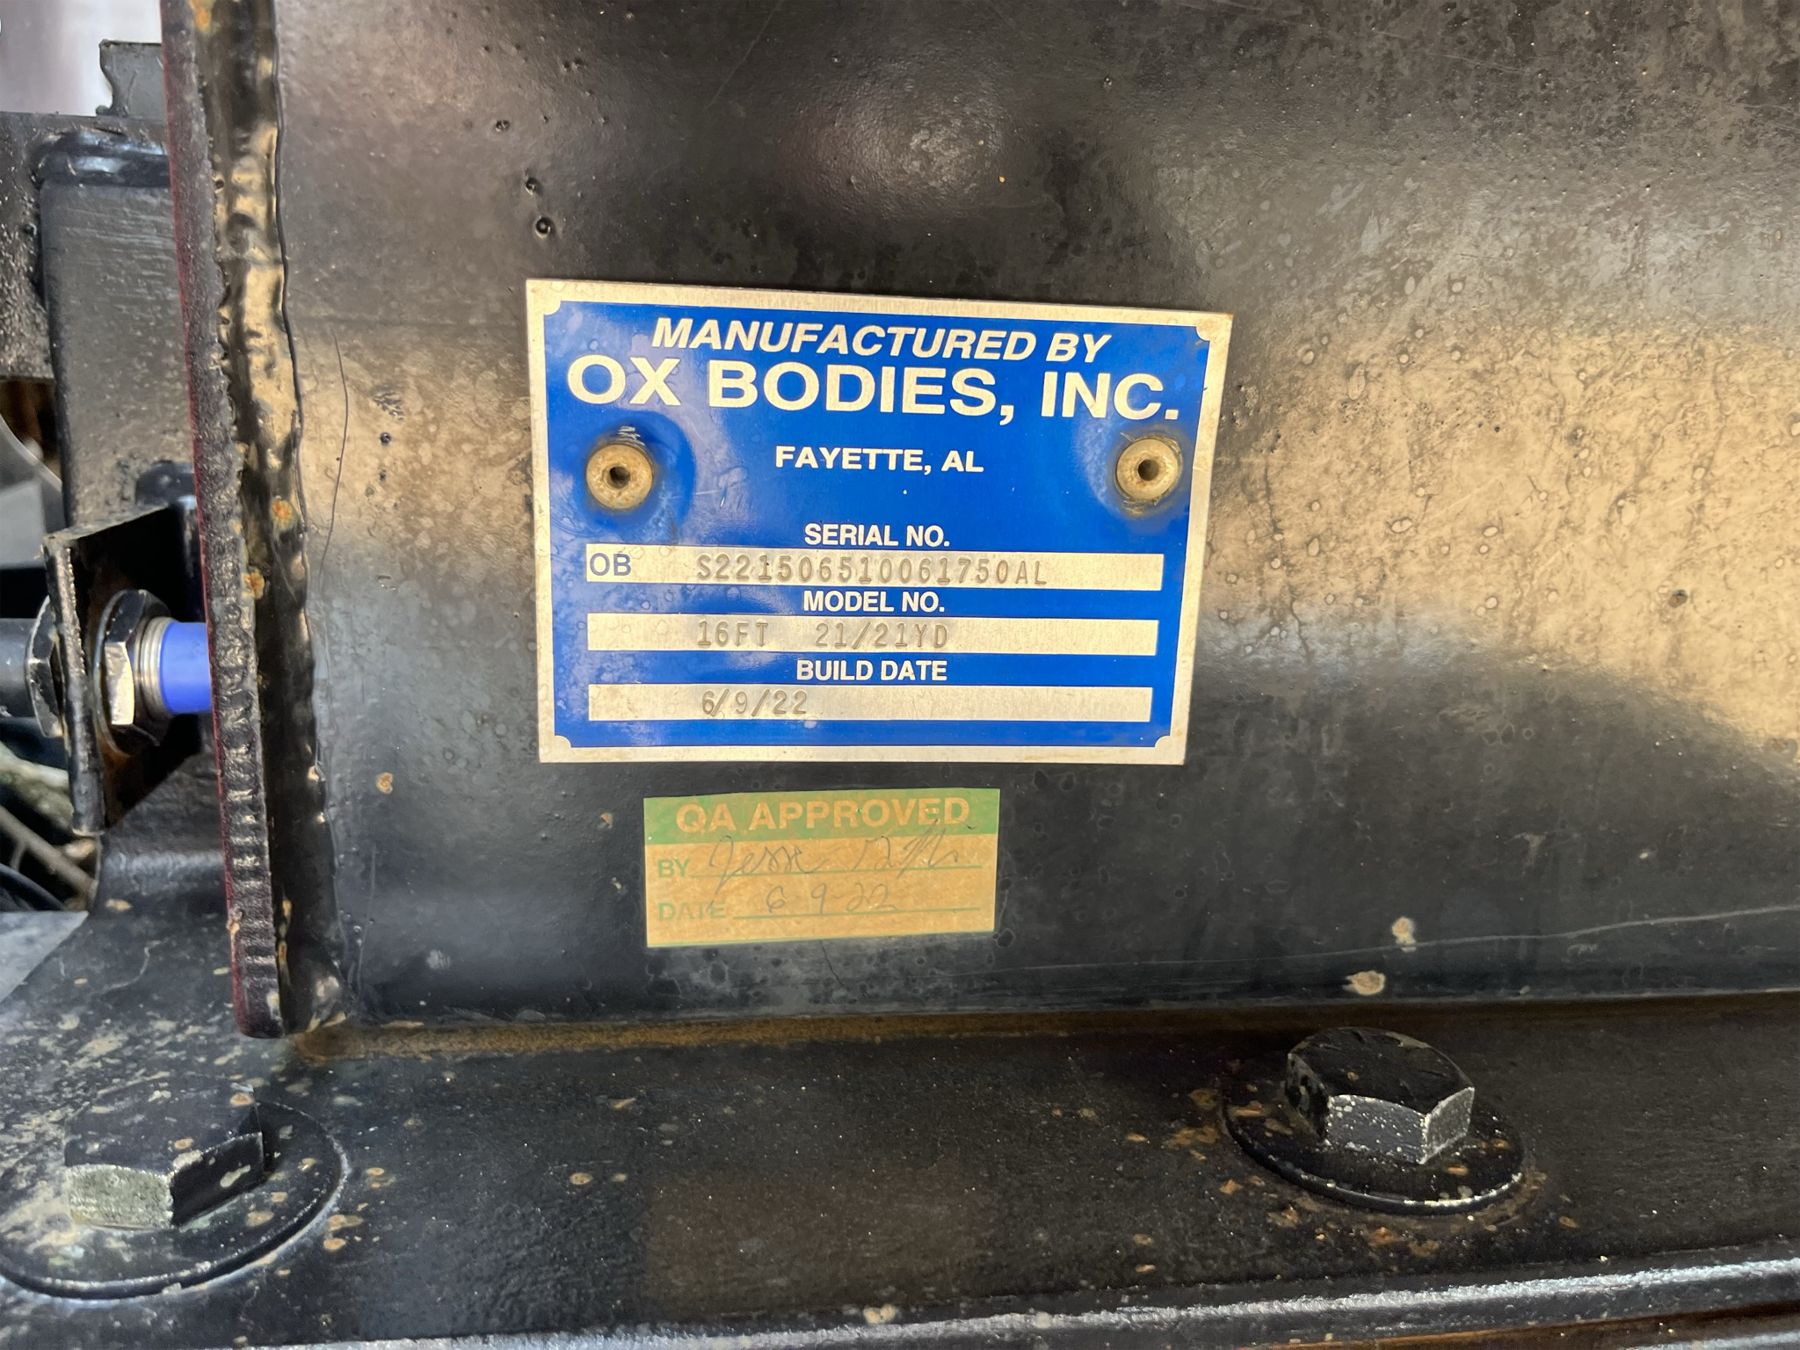 MANUFACTURED BY
OX BODIES, INC.
FAYETTE, AL
SERIAL NO.
OB S221506510061750AL
MODEL NO.
16FT 21/21YD
BUILD DATE
6/9/22
QA APPROVED
BY Jesse
DATE 6-9-22